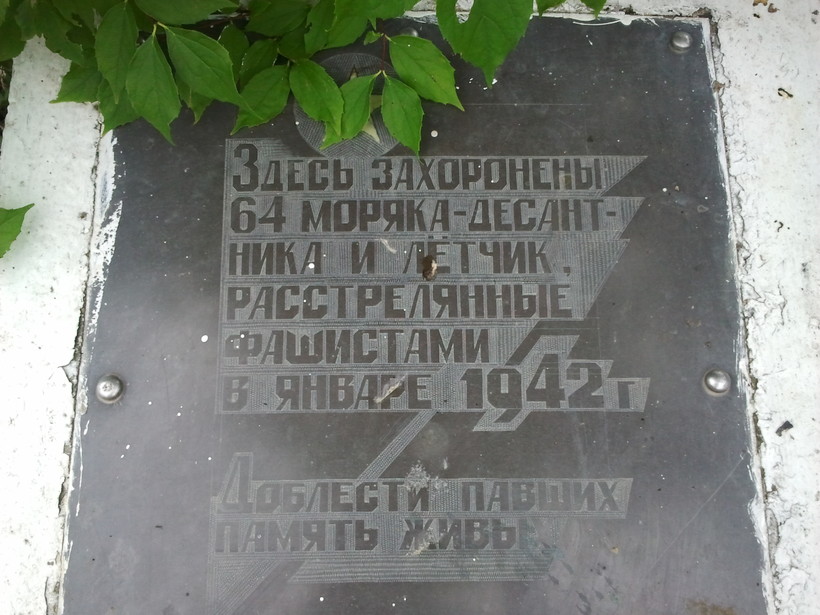 Здесь захоронены
64 моряка-десант-
ника и лётчик,
расстрелянные
фашистами
в январе 1942 г
Доблести павших
память